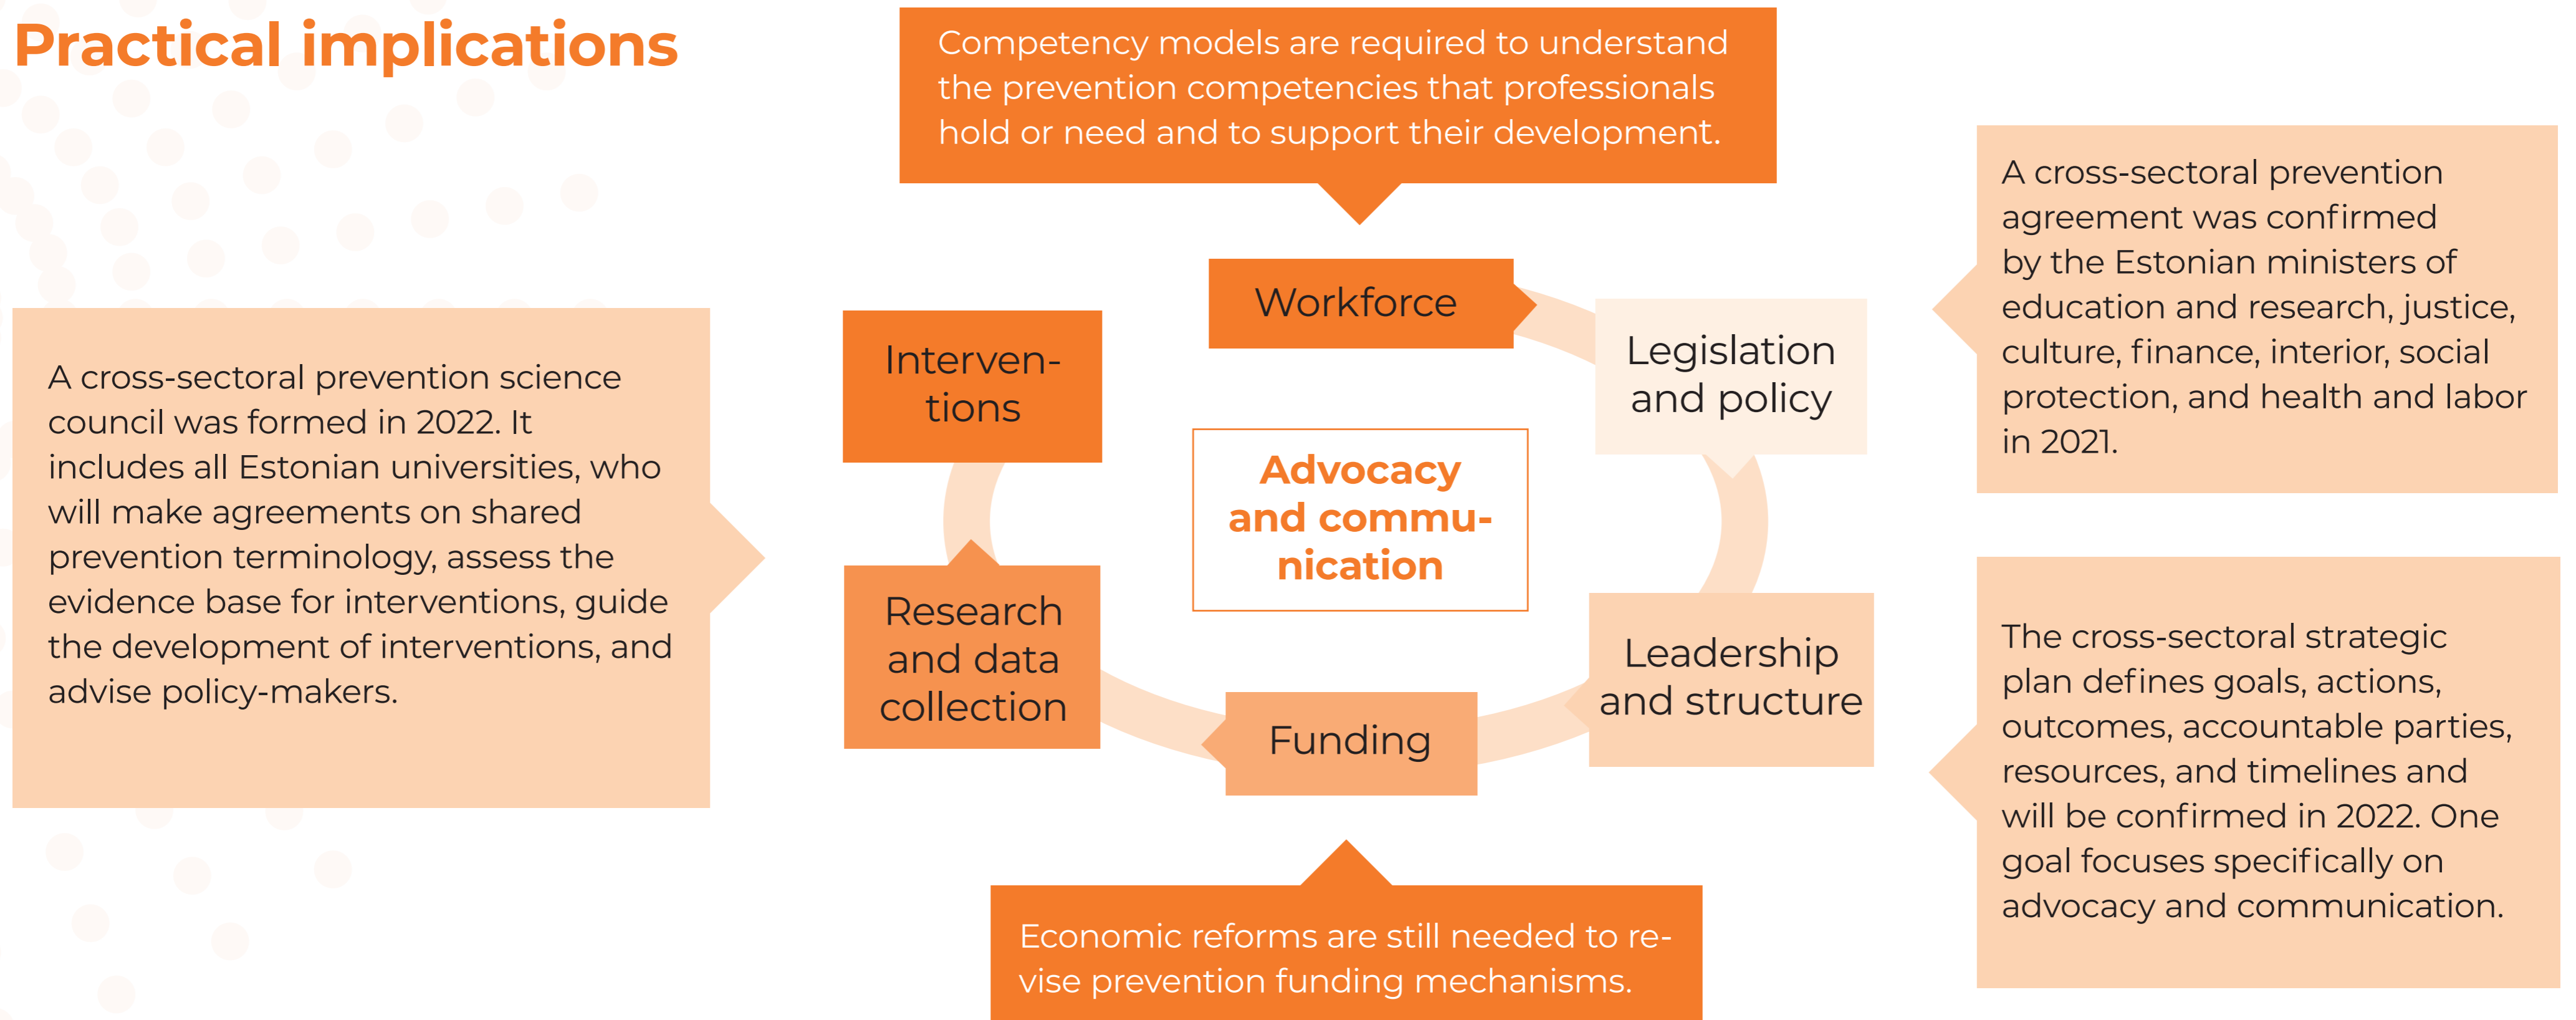 Practical implications
Competency models are required to understand
the prevention competencies that professionals
hold or need and to support their development.
A cross-sectoral prevention
agreement was confirmed
by the Estonian ministers of
education and research, justice,
culture, finance, interior, social
protection, and health and labor
in 2021.
Workforce
Legislation
and policy
Interven-
tions
A cross-sectoral prevention science
council was formed in 2022. It
includes all Estonian universities, who
will make agreements on shared
prevention terminology, assess the
evidence base for interventions, guide
the development of interventions, and
advise policy-makers.
Advocacy
and commu-
nication
Research
and data
collection
Leadership
and structure
Funding
The cross-sectoral strategic
plan defines goals, actions,
outcomes, accountable parties,
resources, and timelines and
will be confirmed in 2022. One
goal focuses specifically on
advocacy and communication.
Economic reforms are still needed to re-
vise prevention funding mechanisms.